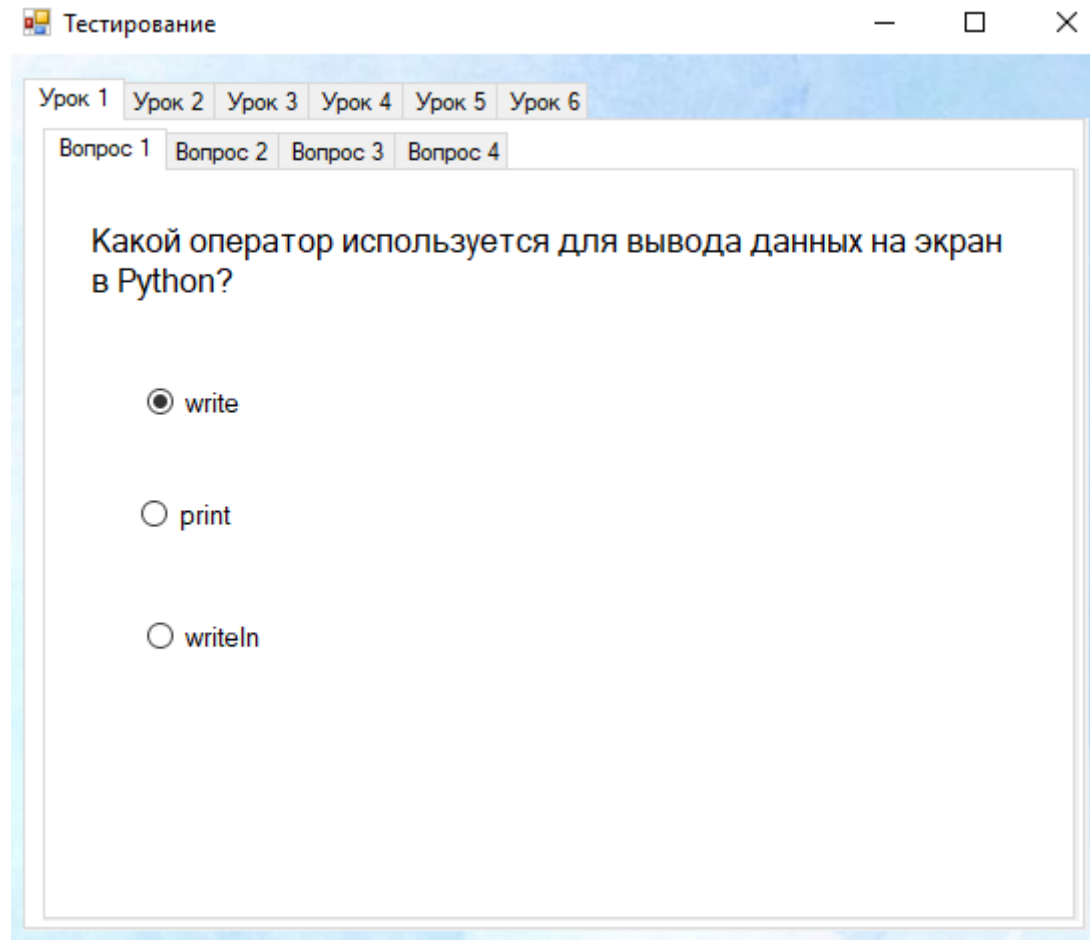 Тестирование
Урок 1 Урок 2 Урок 3 Урок 4 Урок 5 Урок 6
Вопрос 1 Вопрос 2 Вопрос 3 Вопрос 4
Какой оператор используется для вывода данных на экран
в Python?
write
print
writeln